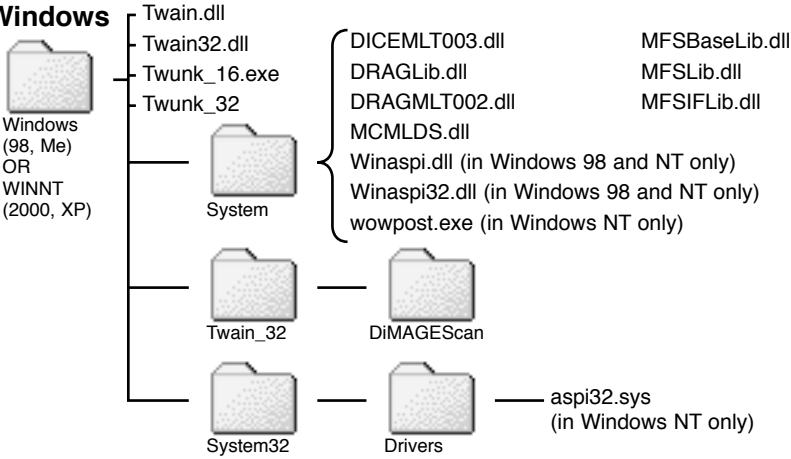 Windows
Twain.dll
Twain32.dll
Twunk_16.exe
Twunk_32
Windows
(98, Me)
OR
WINNT
(2000, XP)
System
DICEMLT003.dll
DRAGLib.dll
DRAGMLT002.dll
MCMLDS.dll
Winaspi.dll (in Windows 98 and NT only)
Winaspi32.dll (in Windows 98 and NT only)
wowpost.exe (in Windows NT only)
MFSBaseLib.dll
MFSLib.dll
MFSIFLib.dll
Twain_32
DiMAGEScan
System32
Drivers
aspi32.sys
(in Windows NT only)